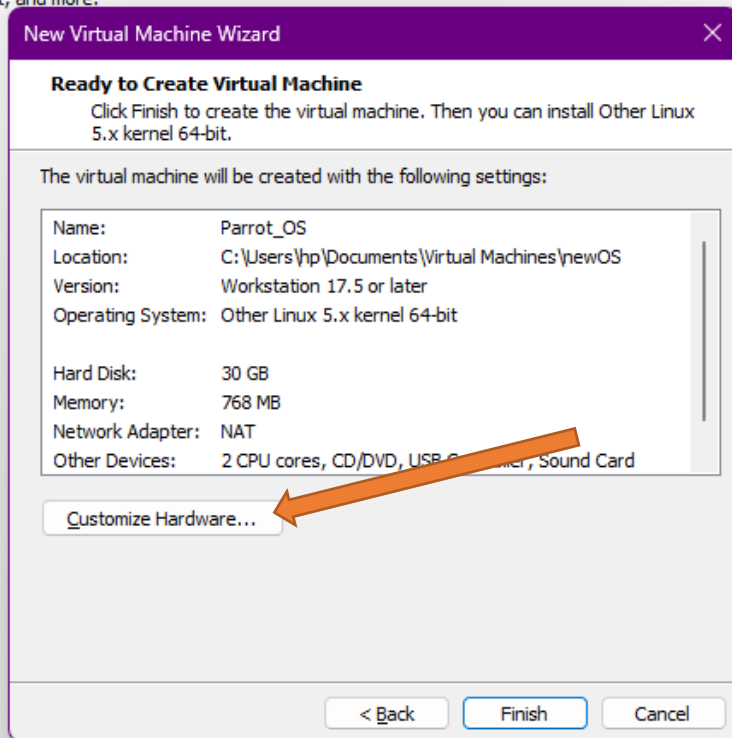 , and more.
New Virtual Machine Wizard
Ready to Create Virtual Machine
Click Finish to create the virtual machine. Then you can install Other Linux
5.x kernel 64-bit.
The virtual machine will be created with the following settings:
Name: Parrot_OS
Location: C:\Users\hp\Documents\Virtual Machines\newOS
Version: Workstation 17.5 or later
Operating System: Other Linux 5.x kernel 64-bit
Hard Disk: 30 GB
Memory: 768 MB
Network Adapter: NAT
Other Devices: 2 CPU cores, CD/DVD, USB Controller, Sound Card
Customize Hardware...
< Back
Finish
Cancel